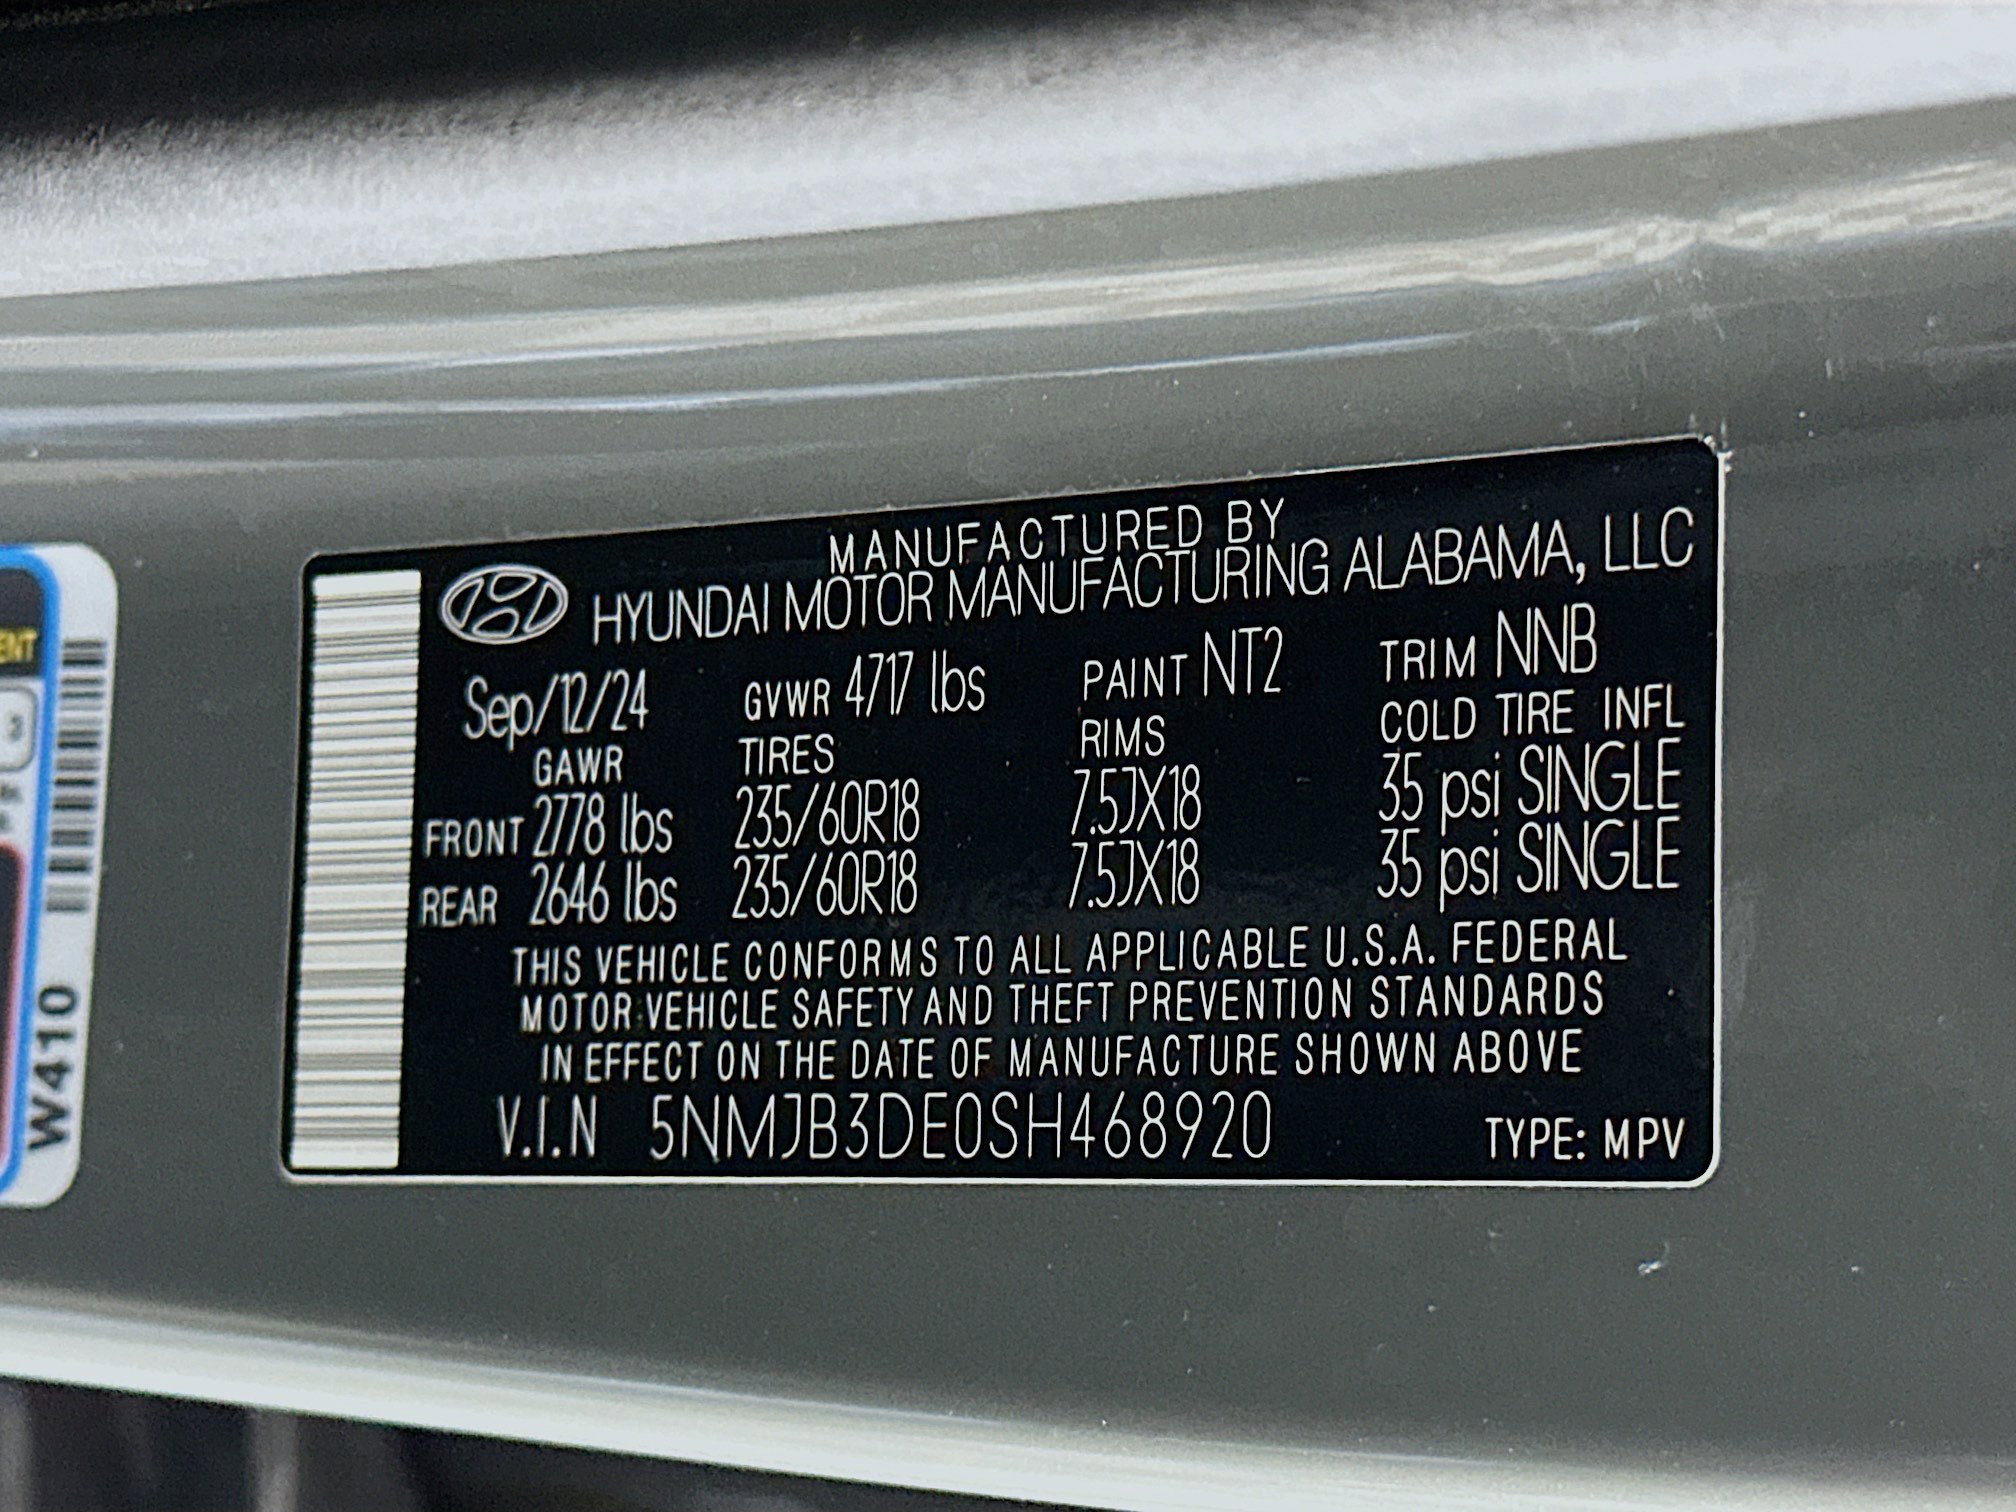 MANUFACTURED BY
HYUNDAI MOTOR MANUFACTURING ALABAMA, LLC
Sep/12/24 GVWR 4717 lbs PAINT NT2 TRIM NNB
GAWR TIRES RIMS COLD TIRE INFL
FRONT 2778 lbs 235/60R18 7.5JX18 35 psi SINGLE
REAR 2646 lbs 235/60R18 7.5JX18 35 psi SINGLE
THIS VEHICLE CONFORMS TO ALL APPLICABLE U.S.A. FEDERAL
MOTOR VEHICLE SAFETY AND THEFT PREVENTION STANDARDS
IN EFFECT ON THE DATE OF MANUFACTURE SHOWN ABOVE
V.I.N 5NMJB3DE0SH468920 TYPE: MPV
W410